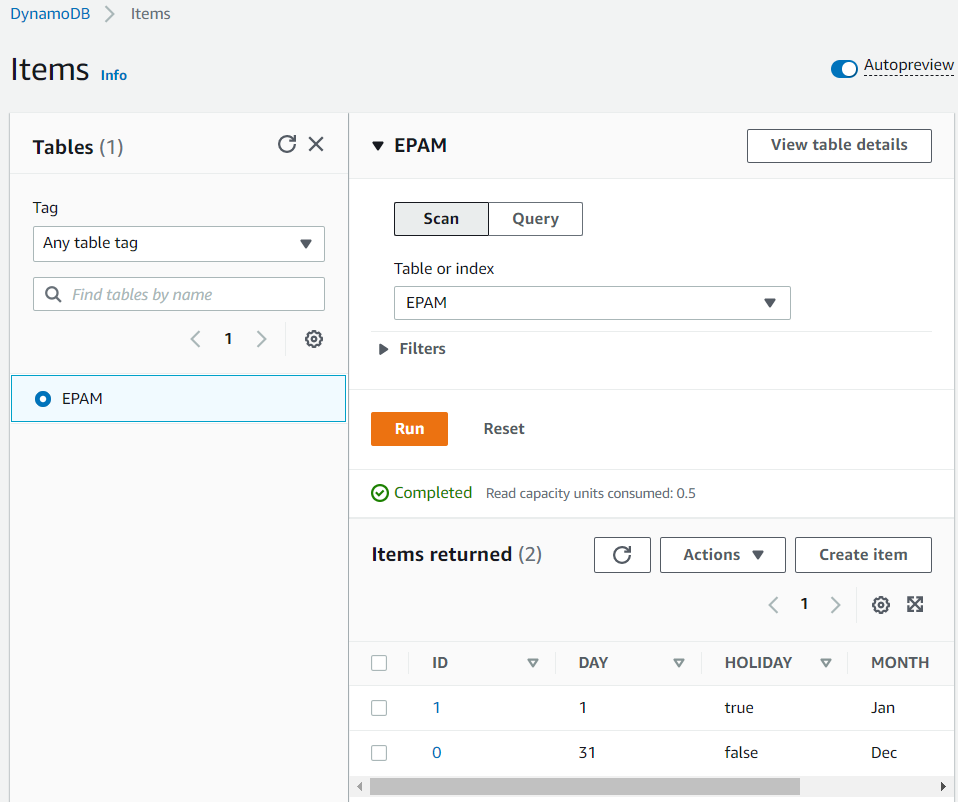 DynamoDB > Items
Items Info
Autopreview
Tables (1)
Tag
Any table tag
Find tables by name
1
EPAM
EPAM
View table details
Scan Query
Table or index
EPAM
Filters
Run Reset
Completed Read capacity units consumed: 0.5
Items returned (2)
Actions
Create item
1
ID DAY HOLIDAY MONTH
1 1 true Jan
0 31 false Dec